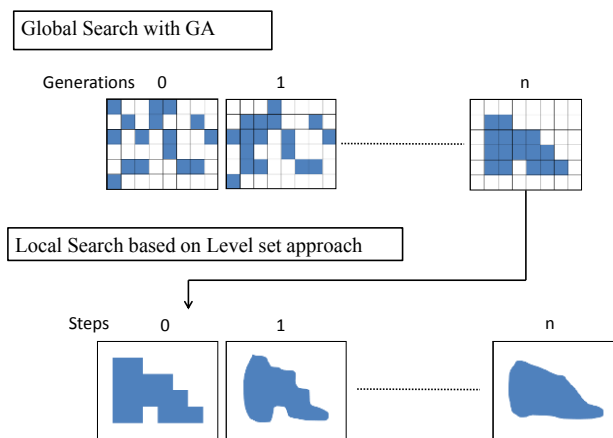 Global Search with GA
Generations 0 1 n
Local Search based on Level set approach
Steps 0 1 n